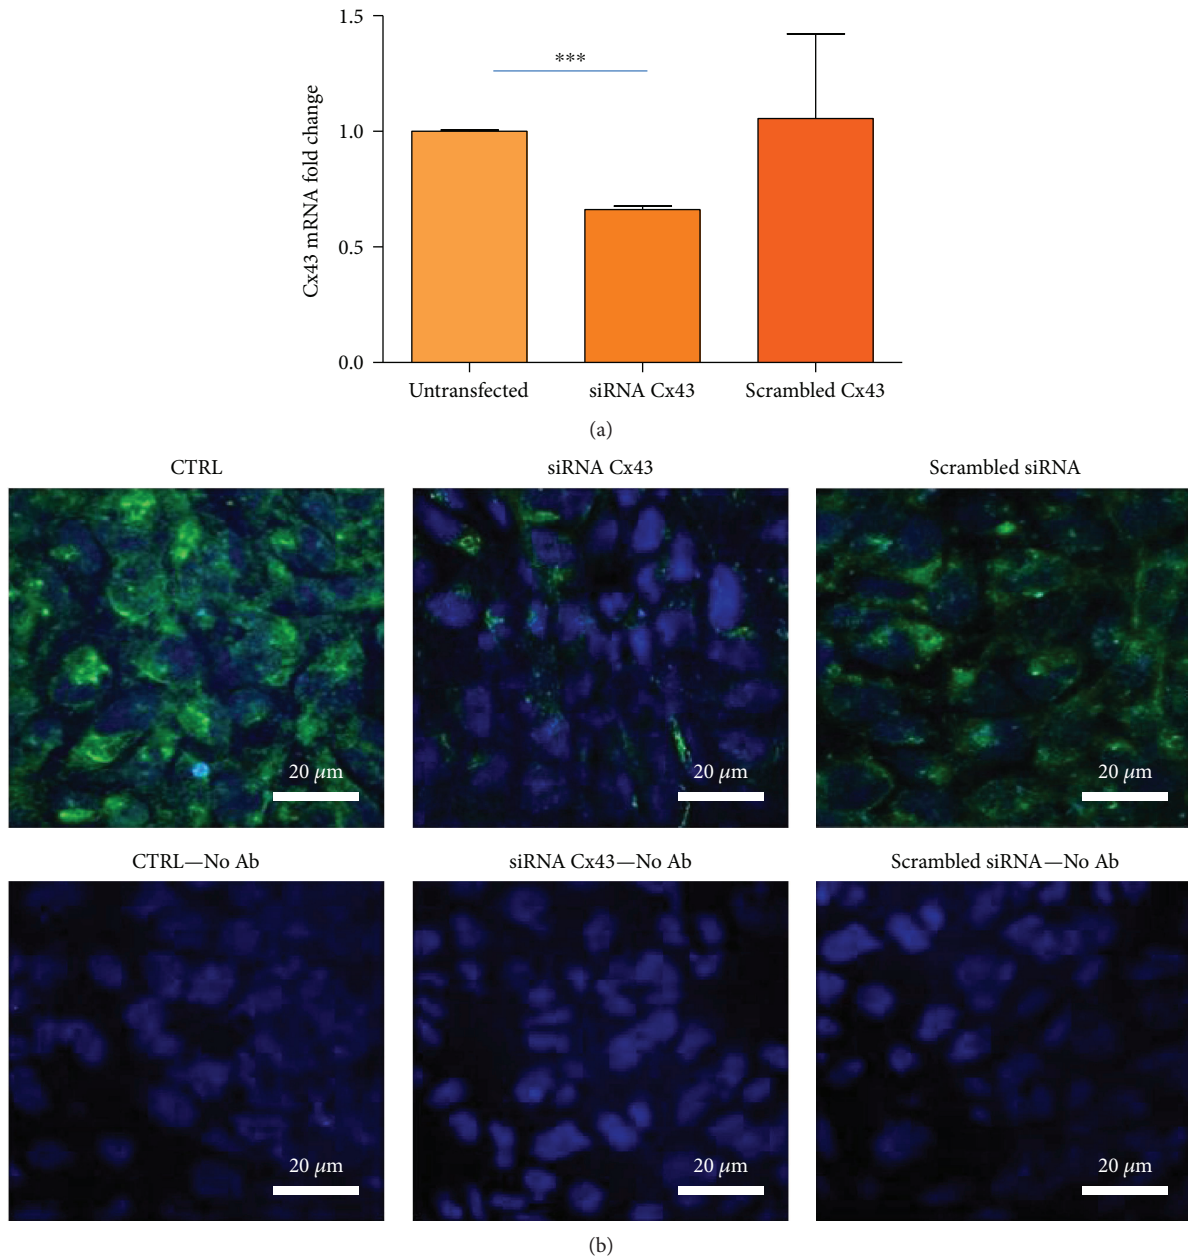 1.5
***
1.0
Cx43 mRNA fold change
0.5
0.0
Untransfected siRNA Cx43 Scrambled Cx43
(a)
CTRL siRNA Cx43 Scrambled siRNA
20 μm 20 μm 20 μm
CTRL—No Ab siRNA Cx43—No Ab Scrambled siRNA—No Ab
20 μm 20 μm 20 μm
(b)